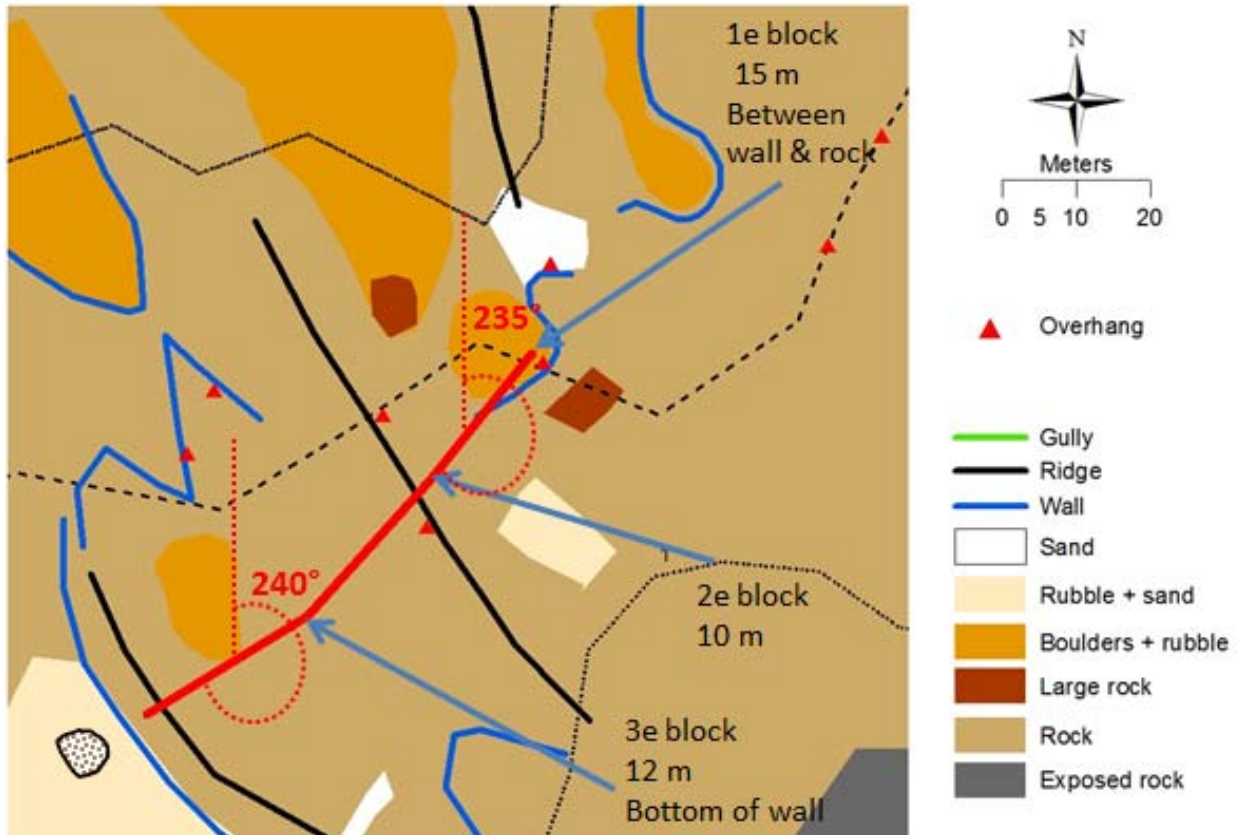 1e block
15 m
Between
wall & rock
235°
240°
2e block
10 m
3e block
12 m
Bottom of wall
N
Meters
0 5 10 20
Overhang
Gully
Ridge
Wall
Sand
Rubble + sand
Boulders + rubble
Large rock
Rock
Exposed rock